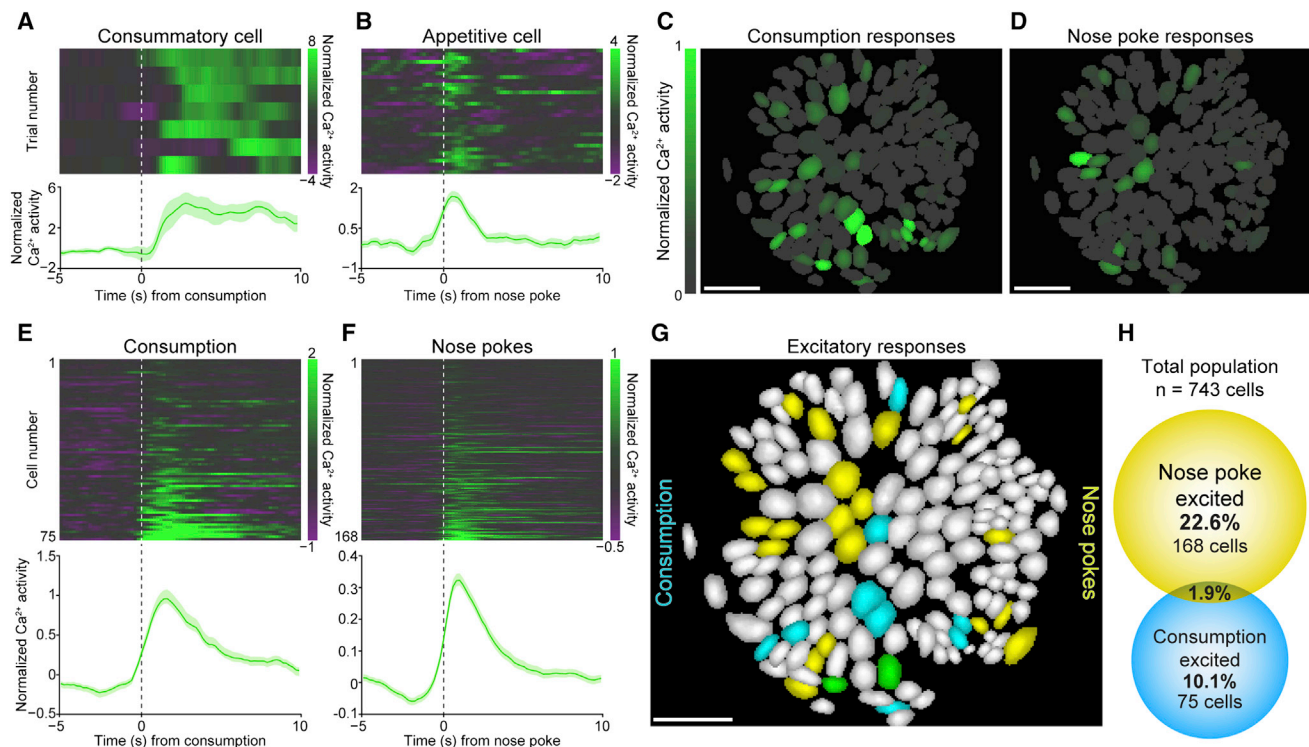 A
Consummatory cell
8
Trial number
Normalized Ca²⁺ activity
−4
6
2
−2
Normalized
Ca²⁺ activity
−5
0
10
Time (s) from consumption
B
Appetitive cell
4
Normalized Ca²⁺ activity
−2
2
0.5
−1
−5
0
10
Time (s) from nose poke
C
Consumption responses
1
Normalized Ca²⁺ activity
0
D
Nose poke responses
E
Consumption
2
1
Cell number
75
Normalized Ca²⁺ activity
−1
1.5
1
0.5
0
−0.5
Normalized Ca²⁺ activity
−5
0
10
Time (s) from consumption
F
Nose pokes
1
1
168
Normalized Ca²⁺ activity
−0.5
0.4
0.3
0.2
0.1
0
-0.1
−5
0
10
Time (s) from nose poke
G
Excitatory responses
Consumption
Nose pokes
H
Total population
n = 743 cells
Nose poke
excited
22.6%
168 cells
1.9%
Consumption
excited
10.1%
75 cells